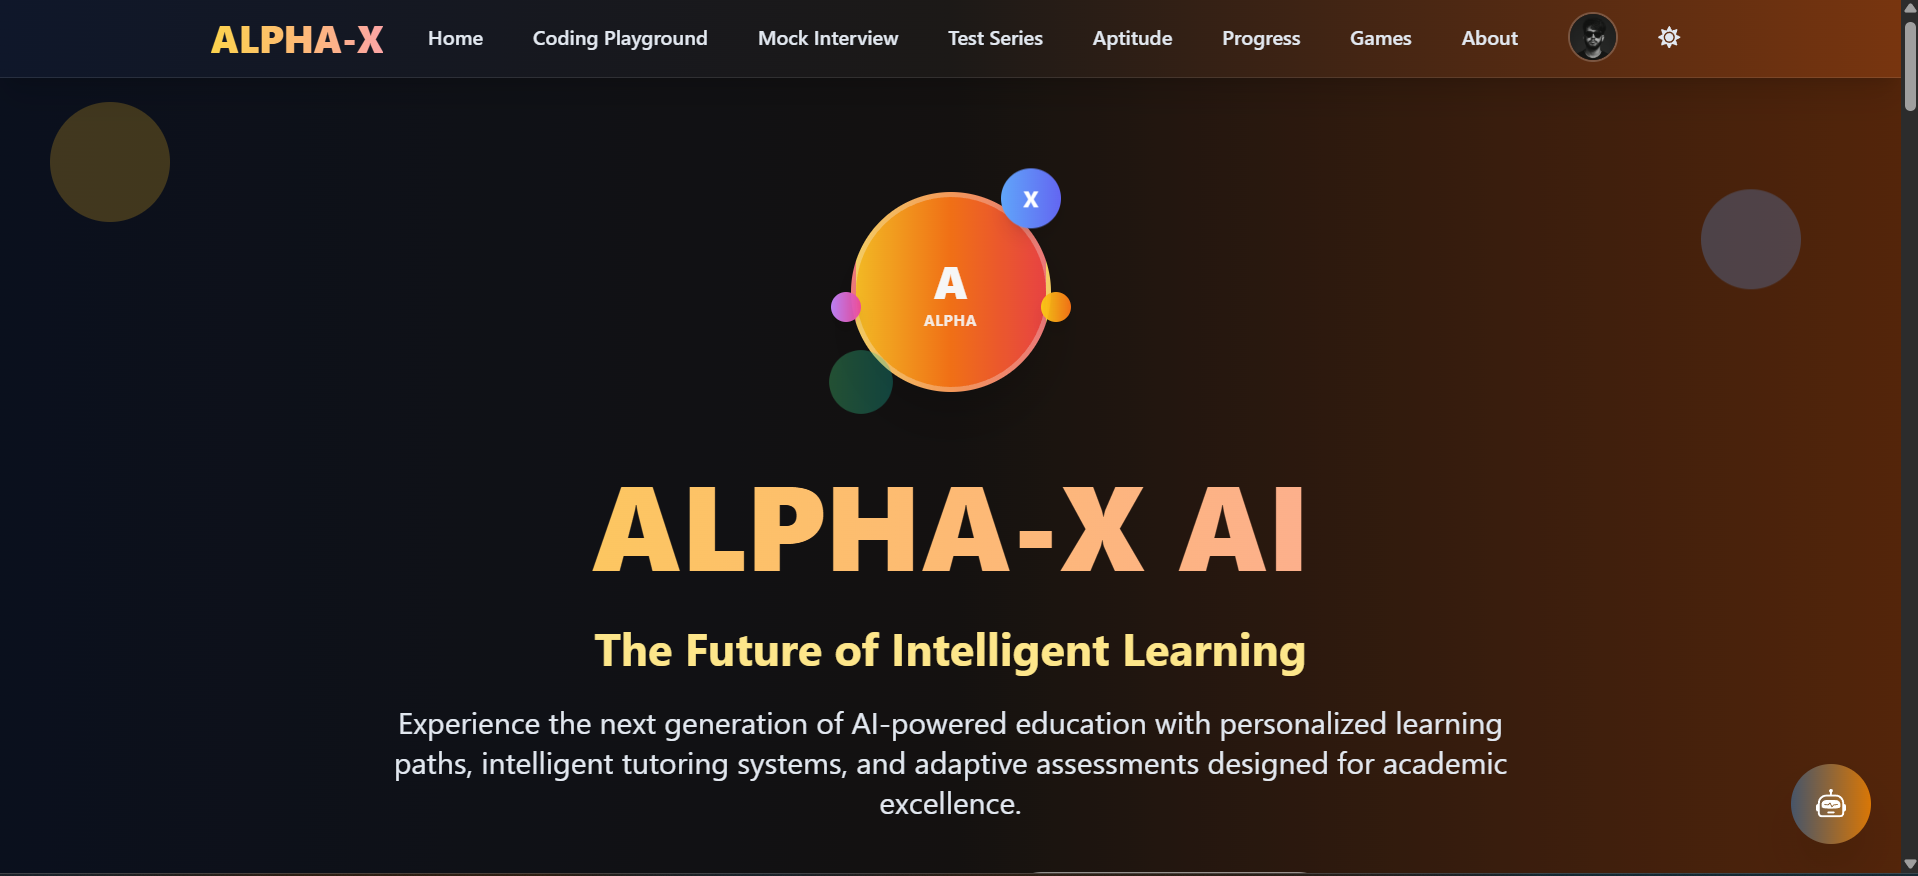 ALPHA-X Home Coding Playground Mock Interview Test Series Aptitude Progress Games About
X
A
ALPHA
ALPHA-X AI
The Future of Intelligent Learning
Experience the next generation of AI-powered education with personalized learning
paths, intelligent tutoring systems, and adaptive assessments designed for academic
excellence.